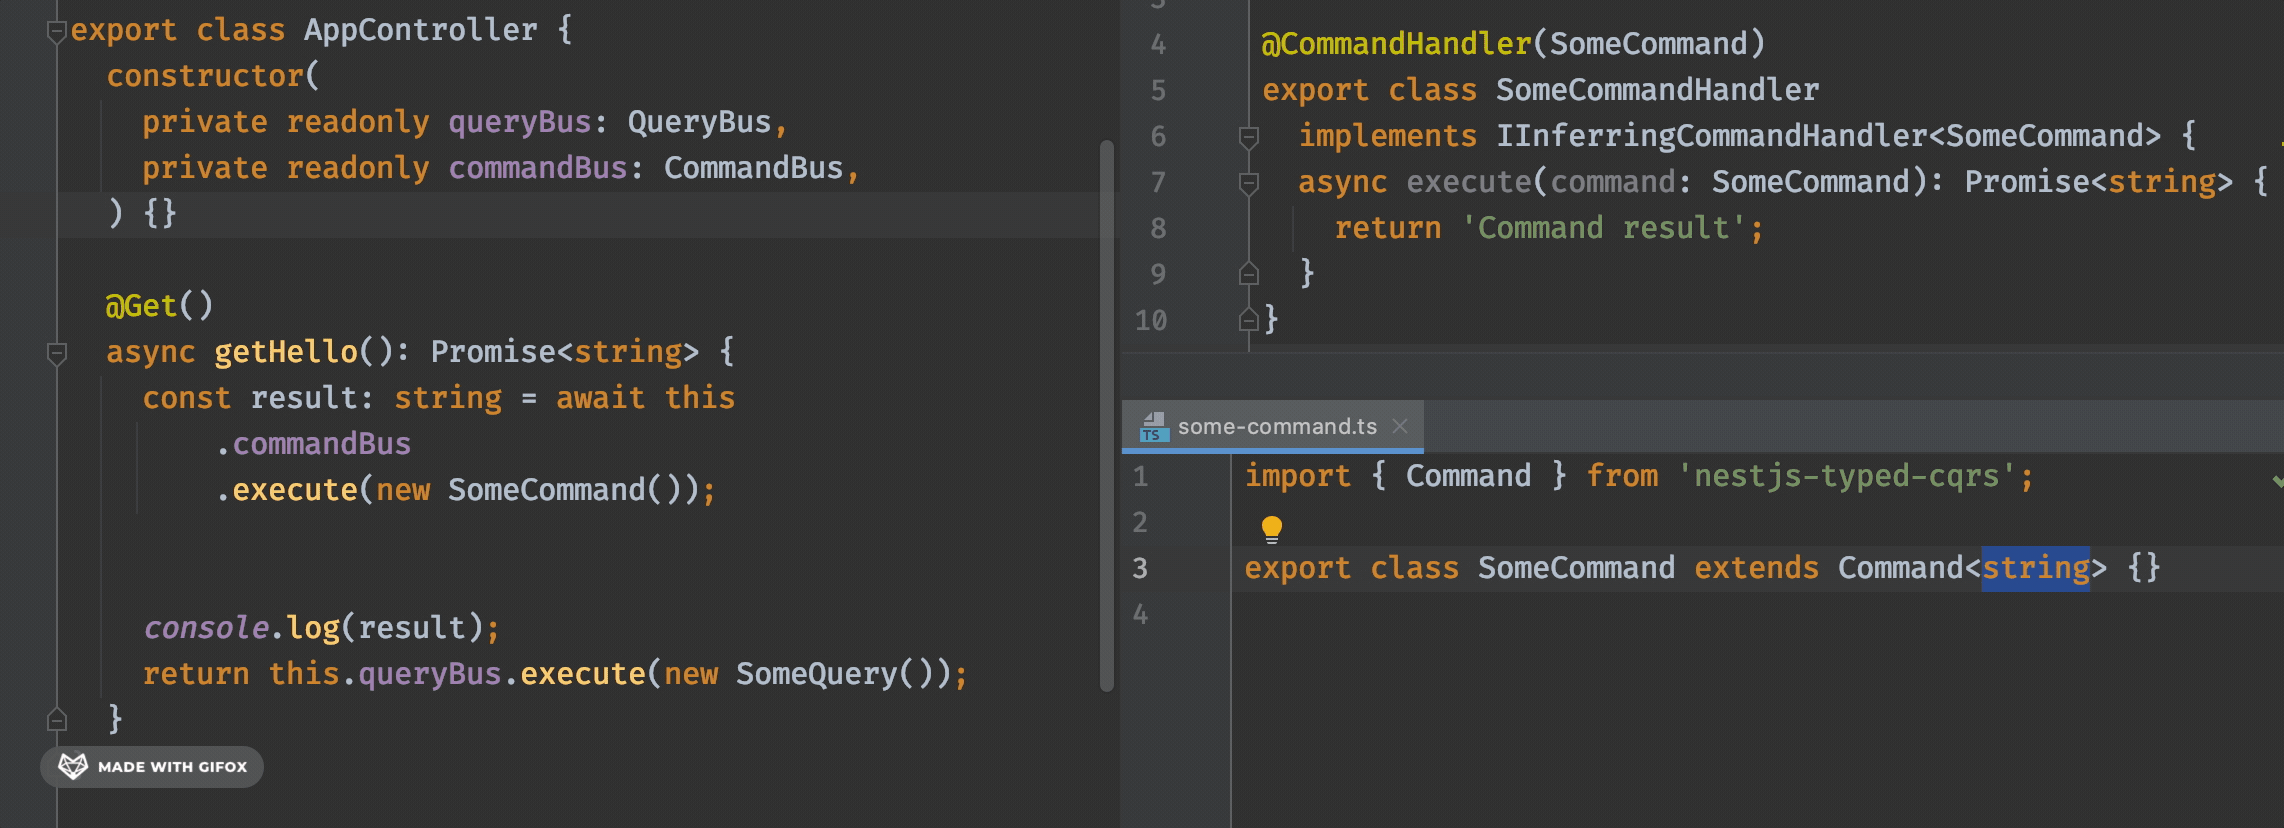 export class AppController {
constructor(
private readonly queryBus: QueryBus,
private readonly commandBus: CommandBus,
) {}
@Get()
async getHello(): Promise<string> {
const result: string = await this
.commandBus
.execute(new SomeCommand());
console.log(result);
return this.queryBus.execute(new SomeQuery());
}
MADE WITH GIFOX
4 @CommandHandler(SomeCommand)
5 export class SomeCommandHandler
6 implements IInferringCommandHandler<SomeCommand> {
7 async execute(command: SomeCommand): Promise<string> {
8 return 'Command result';
9 }
10 }
TS some-command.ts
1 import { Command } from 'nestjs-typed-cqrs';
2
3 export class SomeCommand extends Command<string> {}
4